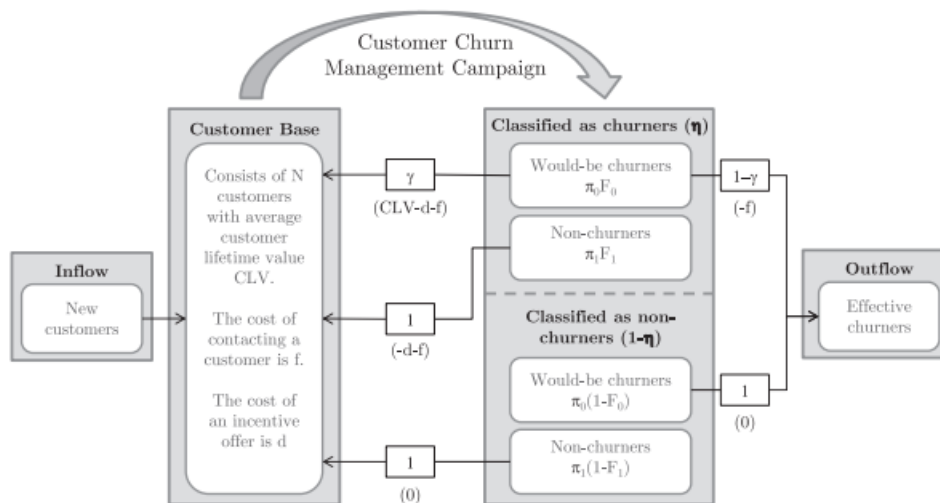 Customer Churn
Management Campaign
Customer Base
Consists of N
customers
with average
customer
lifetime value
CLV.
The cost of
contacting a
customer is f.
The cost of
an incentive
offer is d
Inflow
New
customers
γ
(CLV-d-f)
1
(-d-f)
1
(0)
Classified as churners (η)
Would-be churners
π₀F₀
Non-churners
π₁F₁
Classified as non-
churners (1-η)
Would-be churners
π₀(1-F₀)
Non-churners
π₁(1-F₁)
1−γ
(-f)
1
(0)
Outflow
Effective
churners